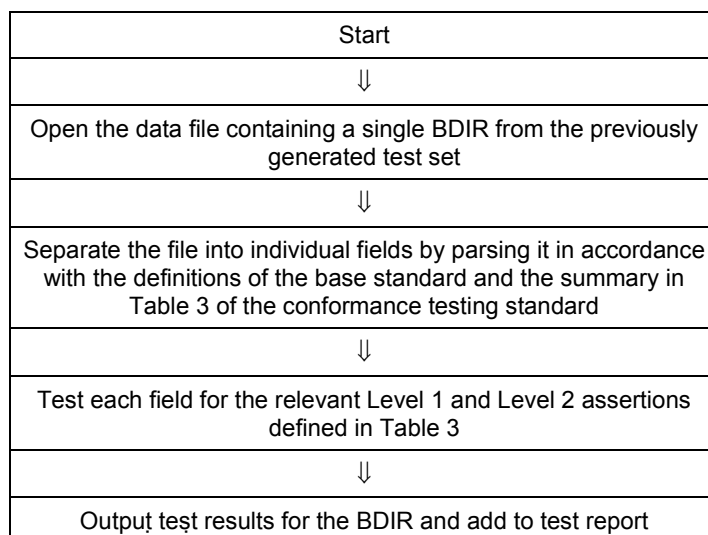 Start
⇓
Open the data file containing a single BDIR from the previously
generated test set
⇓
Separate the file into individual fields by parsing it in accordance
with the definitions of the base standard and the summary in
Table 3 of the conformance testing standard
⇓
Test each field for the relevant Level 1 and Level 2 assertions
defined in Table 3
⇓
Output test results for the BDIR and add to test report